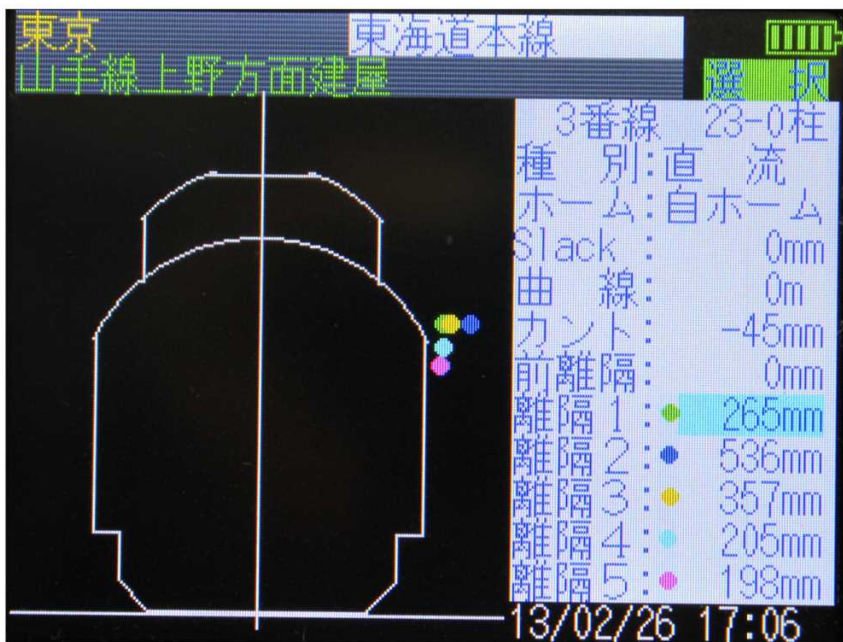 東京 東海道本線
山手線上野方面建屋 選択
3番線 23-0柱
種別:直流
ホーム:自ホーム
Slack : 0mm
曲線: 0m
カント: -45mm
前離隔: 0mm
離隔1: 265mm
離隔2: 536mm
離隔3: 357mm
離隔4: 205mm
離隔5: 198mm
13/02/26 17:06